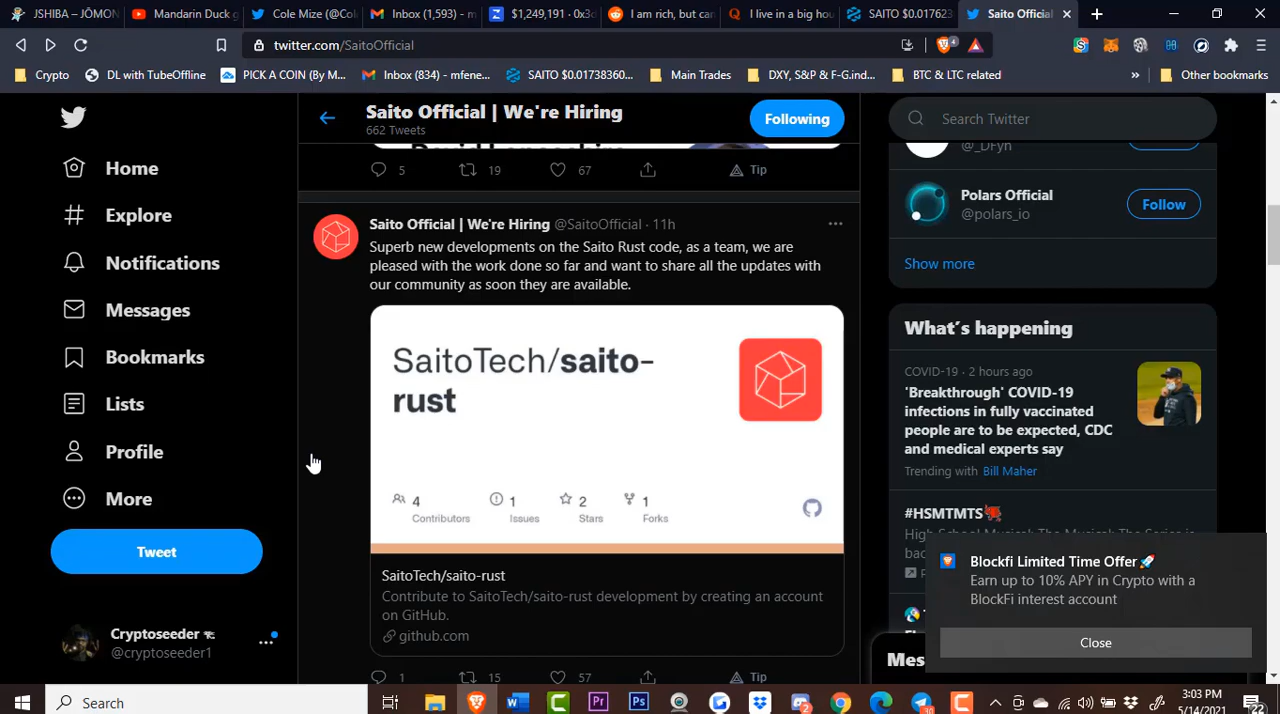 JSHIBA – JŌMON
Mandarin Duck g
Cole Mize (@Col
Inbox (1,593) - m
$1,249,191 · 0x3d
I am rich, but car
I live in a big hou
SAITO $0.017623
Saito Official
twitter.com/SaitoOfficial
4
Crypto
DL with TubeOffline
PICK A COIN (By M...
Inbox (834) - mfene...
SAITO $0.01738360...
Main Trades
DXY, S&P & F-G.ind...
BTC & LTC related
»
Other bookmarks
Home
Explore
Notifications
Messages
Bookmarks
Lists
Profile
More
Tweet
Cryptoseeder
@cryptoseeder1
Saito Official | We're Hiring
662 Tweets
Following
5
19
67
Tip
Saito Official | We're Hiring @SaitoOfficial · 11h
Superb new developments on the Saito Rust code, as a team, we are
pleased with the work done so far and want to share all the updates with
our community as soon they are available.
SaitoTech/saito-
rust
4
Contributors
1
Issues
2
Stars
1
Forks
SaitoTech/saito-rust
Contribute to SaitoTech/saito-rust development by creating an account
on GitHub.
github.com
1
15
57
Tip
Search Twitter
@_DFyn
Polars Official
@polars_io
Follow
Show more
What's happening
COVID-19 · 2 hours ago
'Breakthrough' COVID-19
infections in fully vaccinated
people are to be expected, CDC
and medical experts say
Trending with Bill Maher
#HSMTMTS
Blockfi Limited Time Offer🚀
Earn up to 10% APY in Crypto with a
BlockFi interest account
Close
Mes
Search
2
30
3:03 PM
5/14/2021
22